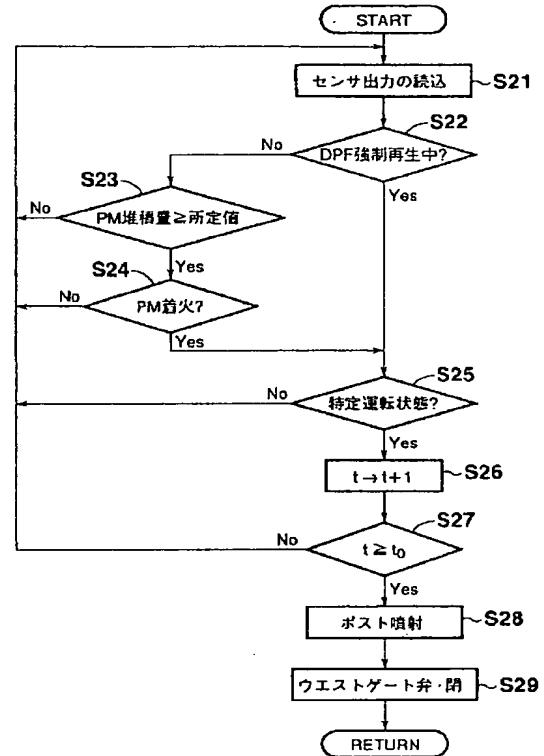 START
センサ出力の読込
S21
S22
DPF強制再生中?
No
Yes
S23
PM堆積量≧所定値
No
Yes
S24
PM着火?
No
Yes
S25
特定運転状態?
No
Yes
t→t+1
S26
S27
t≧t₀
No
Yes
ポスト噴射
S28
ウエストゲート弁・閉
S29
RETURN